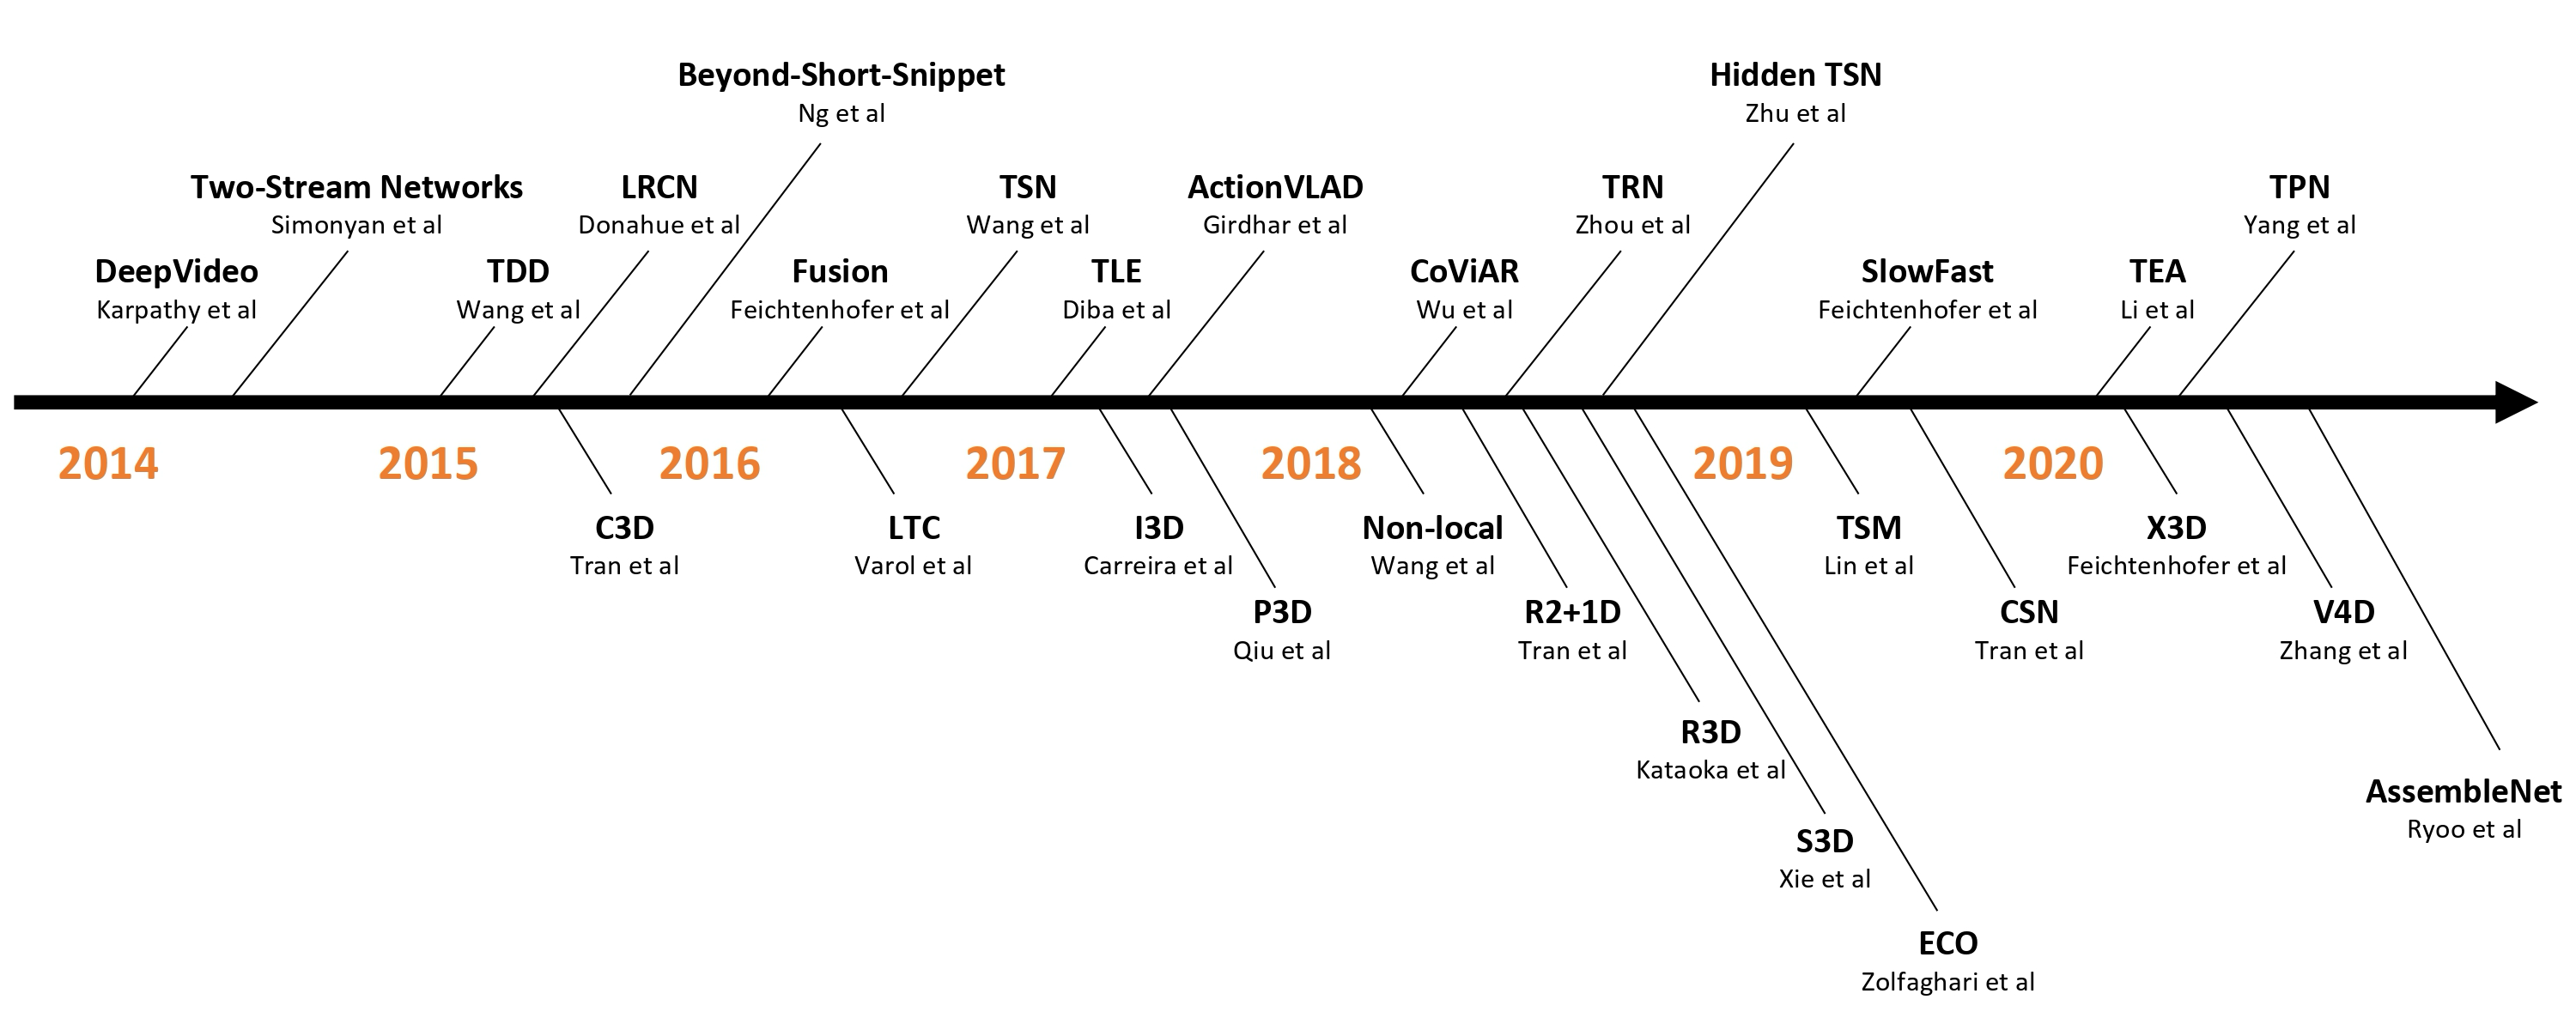 Beyond-Short-Snippet
Ng et al
Hidden TSN
Zhu et al
Two-Stream Networks
Simonyan et al
LRCN
Donahue et al
TSN
Wang et al
ActionVLAD
Girdhar et al
TRN
Zhou et al
TPN
Yang et al
DeepVideo
Karpathy et al
TDD
Wang et al
Fusion
Feichtenhofer et al
TLE
Diba et al
CoViAR
Wu et al
SlowFast
Feichtenhofer et al
TEA
Li et al
2014
2015
2016
2017
2018
2019
2020
C3D
Tran et al
LTC
Varol et al
I3D
Carreira et al
Non-local
Wang et al
TSM
Lin et al
X3D
Feichtenhofer et al
P3D
Qiu et al
R2+1D
Tran et al
CSN
Tran et al
V4D
Zhang et al
R3D
Kataoka et al
AssembleNet
Ryoo et al
S3D
Xie et al
ECO
Zolfaghari et al